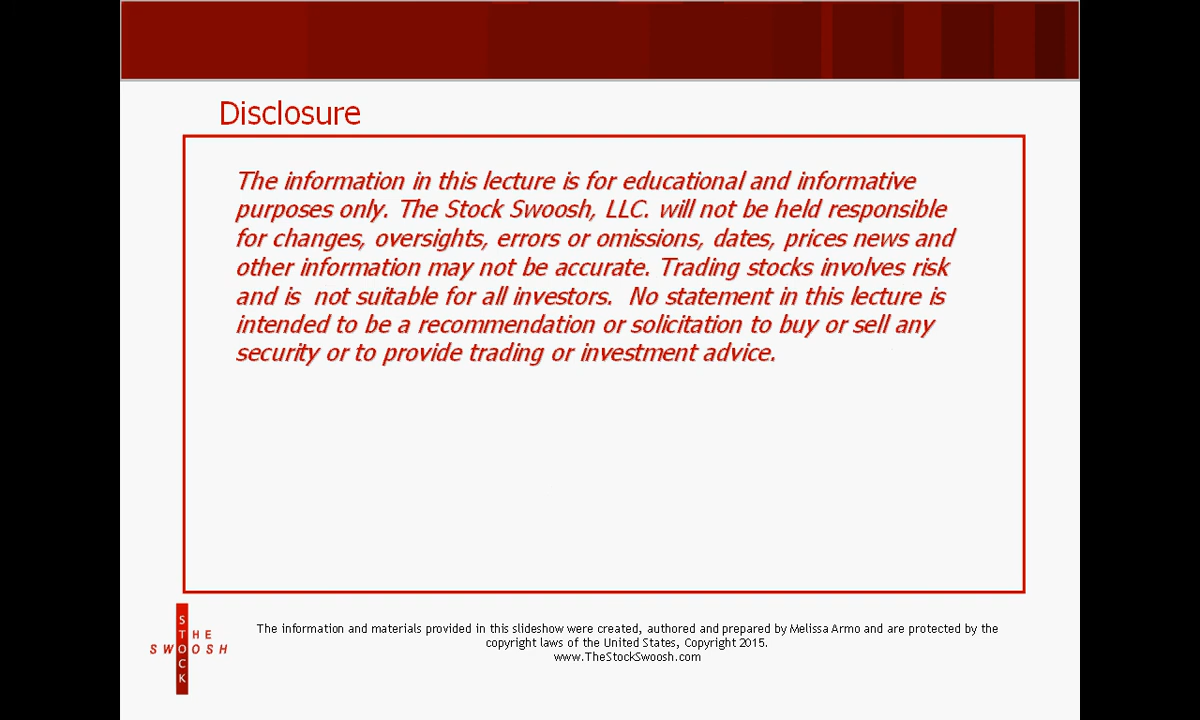 Disclosure
The information in this lecture is for educational and informative
purposes only. The Stock Swoosh, LLC. will not be held responsible
for changes, oversights, errors or omissions, dates, prices news and
other information may not be accurate. Trading stocks involves risk
and is  not suitable for all investors.  No statement in this lecture is
intended to be a recommendation or solicitation to buy or sell any
security or to provide trading or investment advice.
THE
STOCK
SWOOSH
The information and materials provided in this slideshow were created, authored and prepared by Melissa Armo and are protected by the
copyright laws of the United States, Copyright 2015.
www.TheStockSwoosh.com